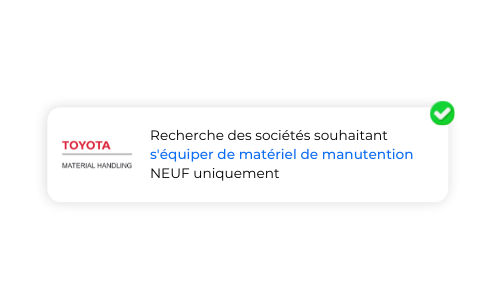 TOYOTA
MATERIAL HANDLING
Recherche des sociétés souhaitant
s'équiper de matériel de manutention
NEUF uniquement